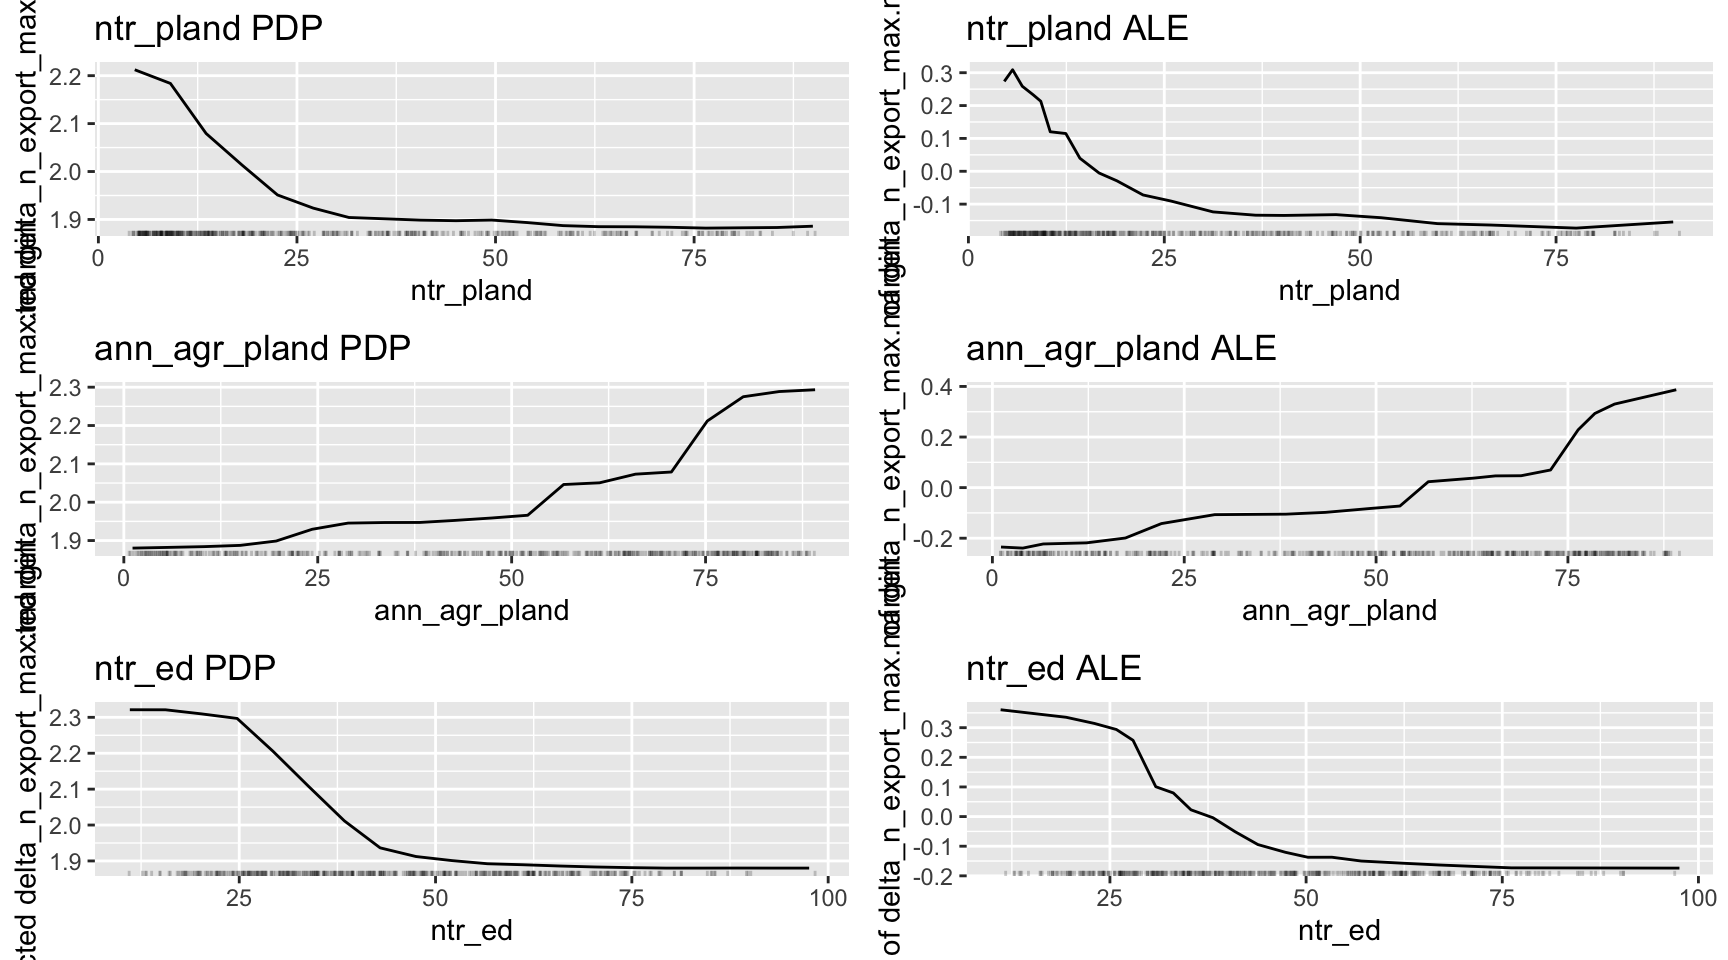 ntr_pland PDP
2.2
2.1
2.0
1.9
0 25 50 75
ntr_pland
ntr_pland ALE
0.3
0.2
0.1
0.0
-0.1
0 25 50 75
ntr_pland
ann_agr_pland PDP
2.3
2.2
2.1
2.0
1.9
0 25 50 75
ann_agr_pland
ann_agr_pland ALE
0.4
0.2
0.0
-0.2
0 25 50 75
ann_agr_pland
ntr_ed PDP
2.3
2.2
2.1
2.0
1.9
25 50 75 100
ntr_ed
cted delta_n_export_max
ntr_ed ALE
0.3
0.2
0.1
0.0
-0.1
-0.2
25 50 75 100
ntr_ed
of delta_n_export_max